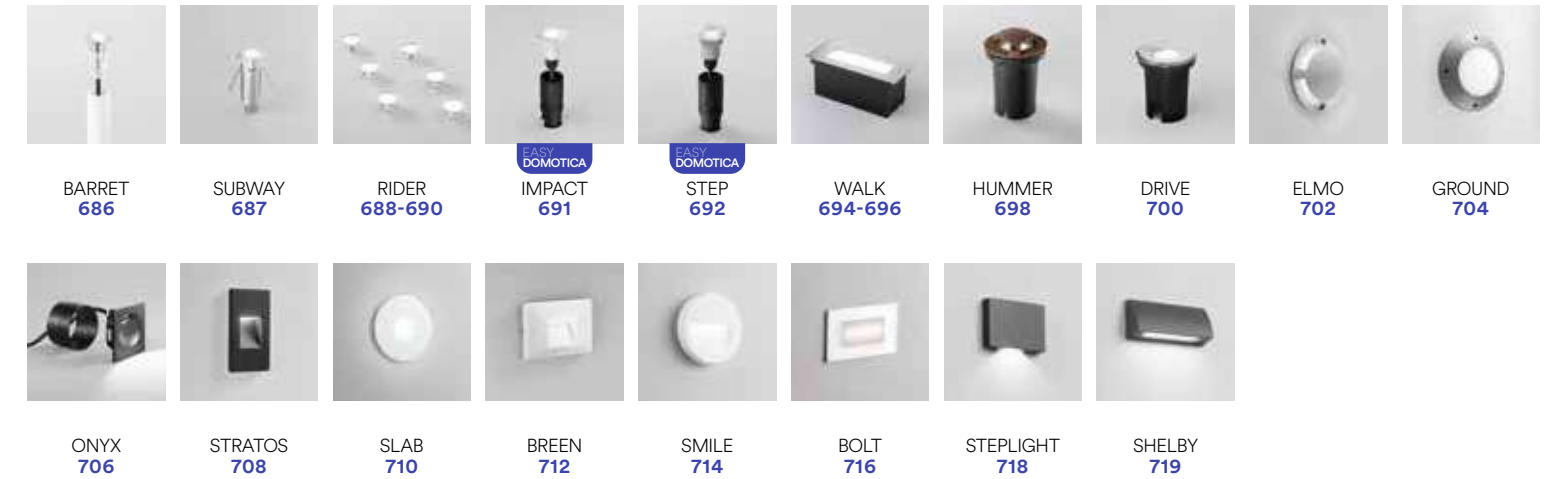 EASY
DOMOTICA
EASY
DOMOTICA
BARRET
686
SUBWAY
687
RIDER
688-690
IMPACT
691
STEP
692
WALK
694-696
HUMMER
698
DRIVE
700
ELMO
702
GROUND
704
ONYX
706
STRATOS
708
SLAB
710
BREEN
712
SMILE
714
BOLT
716
STEPLIGHT
718
SHELBY
719